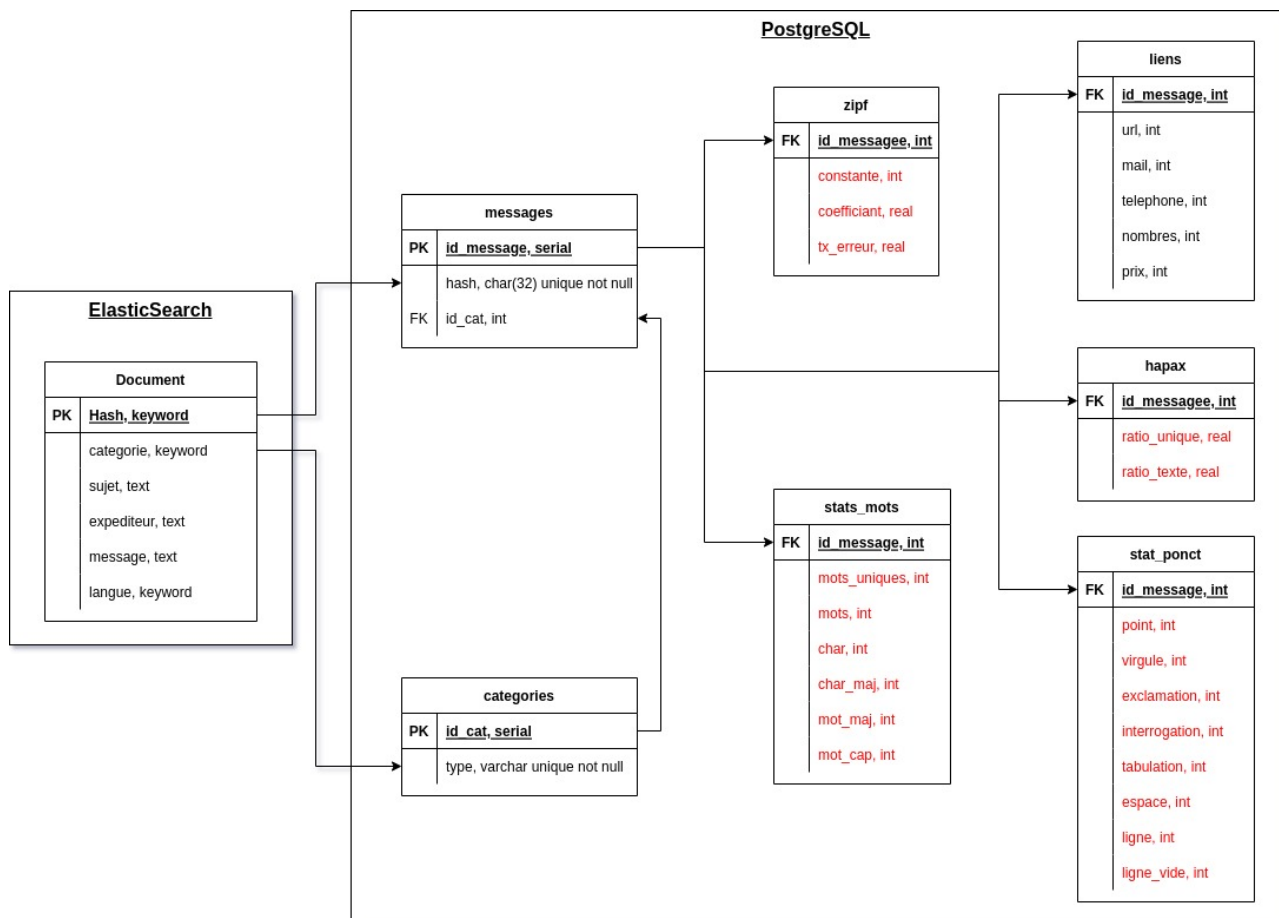 PostgreSQL
ElasticSearch
Document
PK Hash, keyword
categorie, keyword
sujet, text
expediteur, text
message, text
langue, keyword
messages
PK id_message, serial
hash, char(32) unique not null
FK id_cat, int
categories
PK id_cat, serial
type, varchar unique not null
zipf
FK id_messagee, int
constante, int
coefficiant, real
tx_erreur, real
stats_mots
FK id_message, int
mots_uniques, int
mots, int
char, int
char_maj, int
mot_maj, int
mot_cap, int
liens
FK id_message, int
url, int
mail, int
telephone, int
nombres, int
prix, int
hapax
FK id_messagee, int
ratio_unique, real
ratio_texte, real
stat_ponct
FK id_message, int
point, int
virgule, int
exclamation, int
interrogation, int
tabulation, int
espace, int
ligne, int
ligne_vide, int